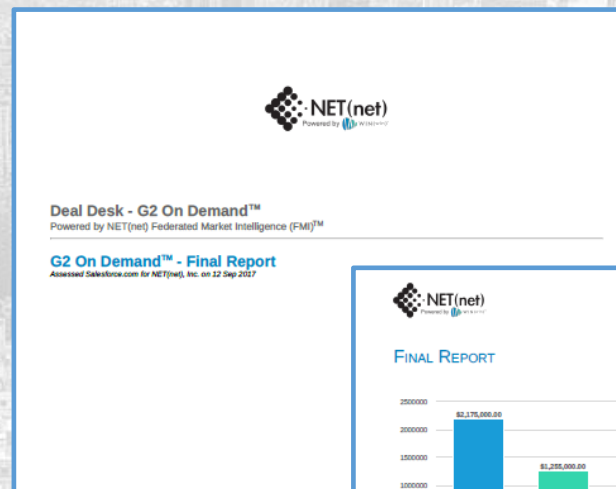 NET(net)
Powered by
Deal Desk - G2 On Demand™
Powered by NET(net) Federated Market Intelligence (FMI)™
G2 On Demand™ - Final Report
Assessed Salesforce.com for NET(net), Inc. on 12 Sep 2017
NET(net)
Powered by
FINAL REPORT
2500000
$2,175,000.00
2000000
1500000
$1,255,000.00
1000000